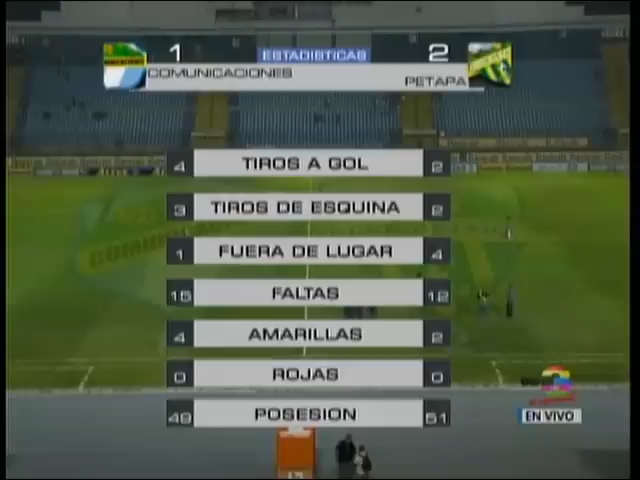 1 ESTADISTICAS 2
COMUNICACIONES PETAPA
4 TIROS A GOL 2
3 TIROS DE ESQUINA 2
1 FUERA DE LUGAR 4
15 FALTAS 12
4 AMARILLAS 2
0 ROJAS 0
49 POSESION 51
EN VIVO